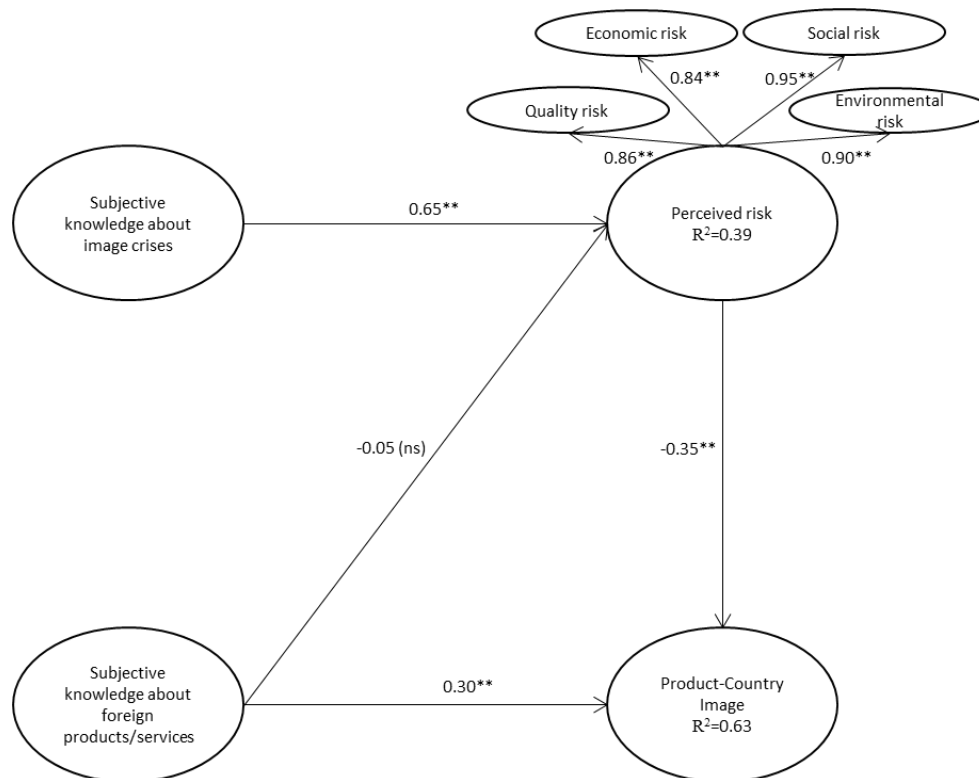 Economic risk
Social risk
0.84**
0.95**
Quality risk
Environmental
risk
0.86**
0.90**
Subjective
knowledge about
image crises
0.65**
Perceived risk
R²=0.39
-0.05 (ns)
-0.35**
Subjective
knowledge about
foreign
products/services
0.30**
Product-Country
Image
R²=0.63